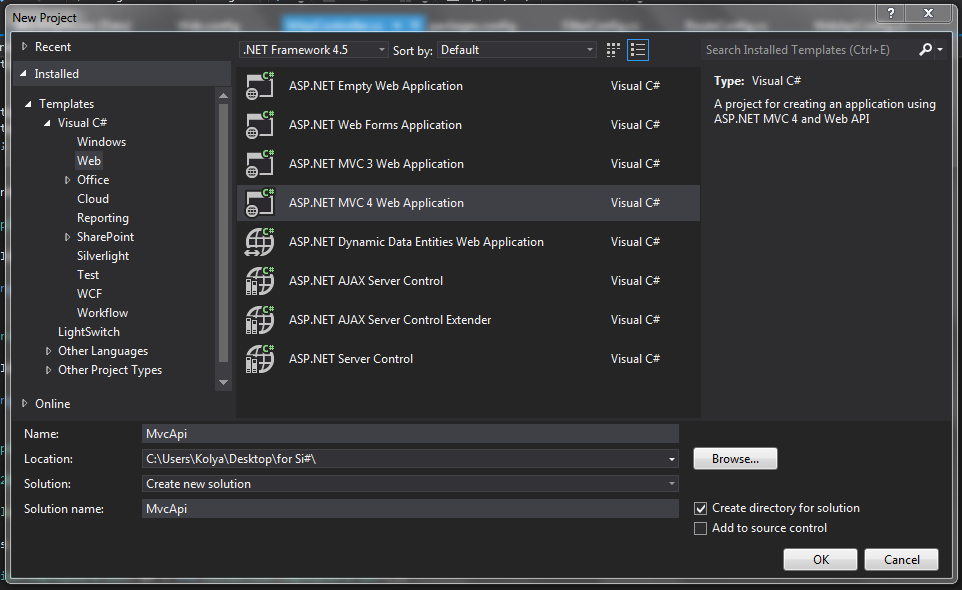 New Project
?
Recent
.NET Framework 4.5
Sort by:
Default
Search Installed Templates (Ctrl+E)
Installed
Templates
Visual C#
Windows
Web
Office
Cloud
Reporting
SharePoint
Silverlight
Test
WCF
Workflow
LightSwitch
Other Languages
Other Project Types
Online
C# ASP.NET Empty Web Application Visual C#
C# ASP.NET Web Forms Application Visual C#
C# ASP.NET MVC 3 Web Application Visual C#
C# ASP.NET MVC 4 Web Application Visual C#
C# ASP.NET Dynamic Data Entities Web Application Visual C#
C# ASP.NET AJAX Server Control Visual C#
C# ASP.NET AJAX Server Control Extender Visual C#
C# ASP.NET Server Control Visual C#
Type: Visual C#
A project for creating an application using
ASP.NET MVC 4 and Web API
Name: MvcApi
Location: C:\Users\Kolya\Desktop\for Si#\
Browse...
Solution: Create new solution
Solution name: MvcApi
Create directory for solution
Add to source control
OK
Cancel